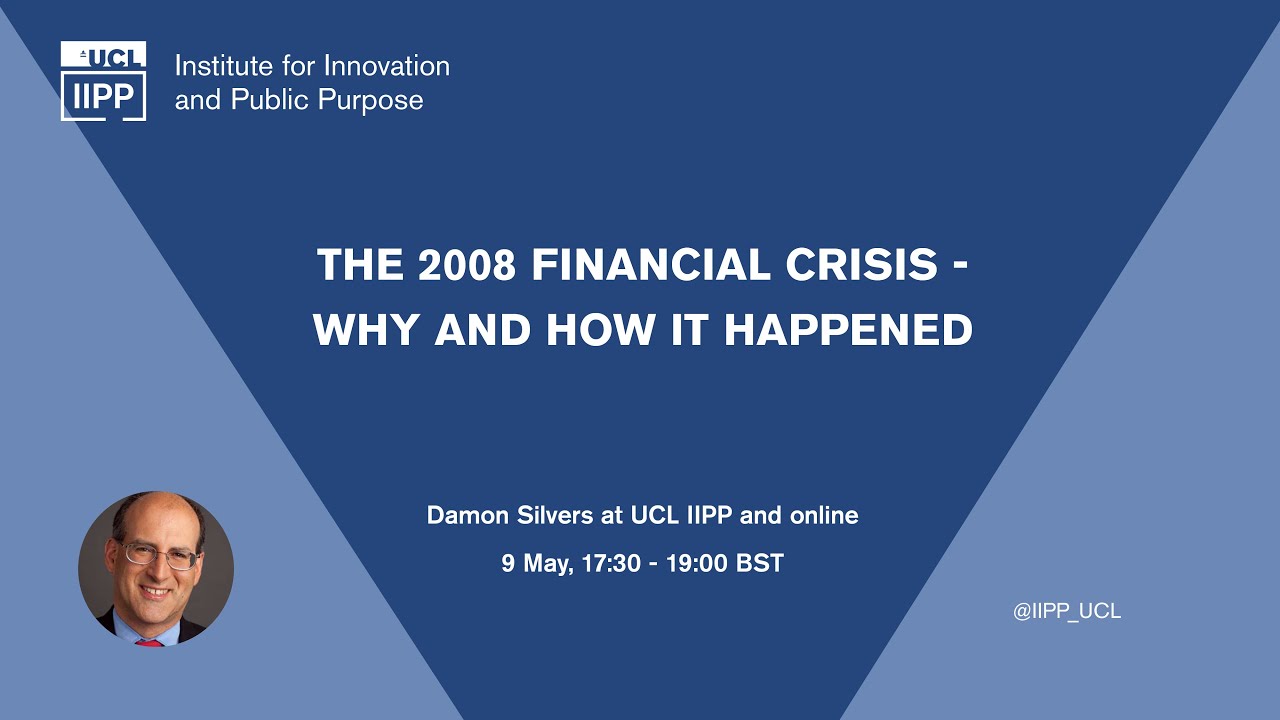 UCL
IIPP
Institute for Innovation
and Public Purpose
THE 2008 FINANCIAL CRISIS -
WHY AND HOW IT HAPPENED
Damon Silvers at UCL IIPP and online
9 May, 17:30 - 19:00 BST
@IIPP_UCL